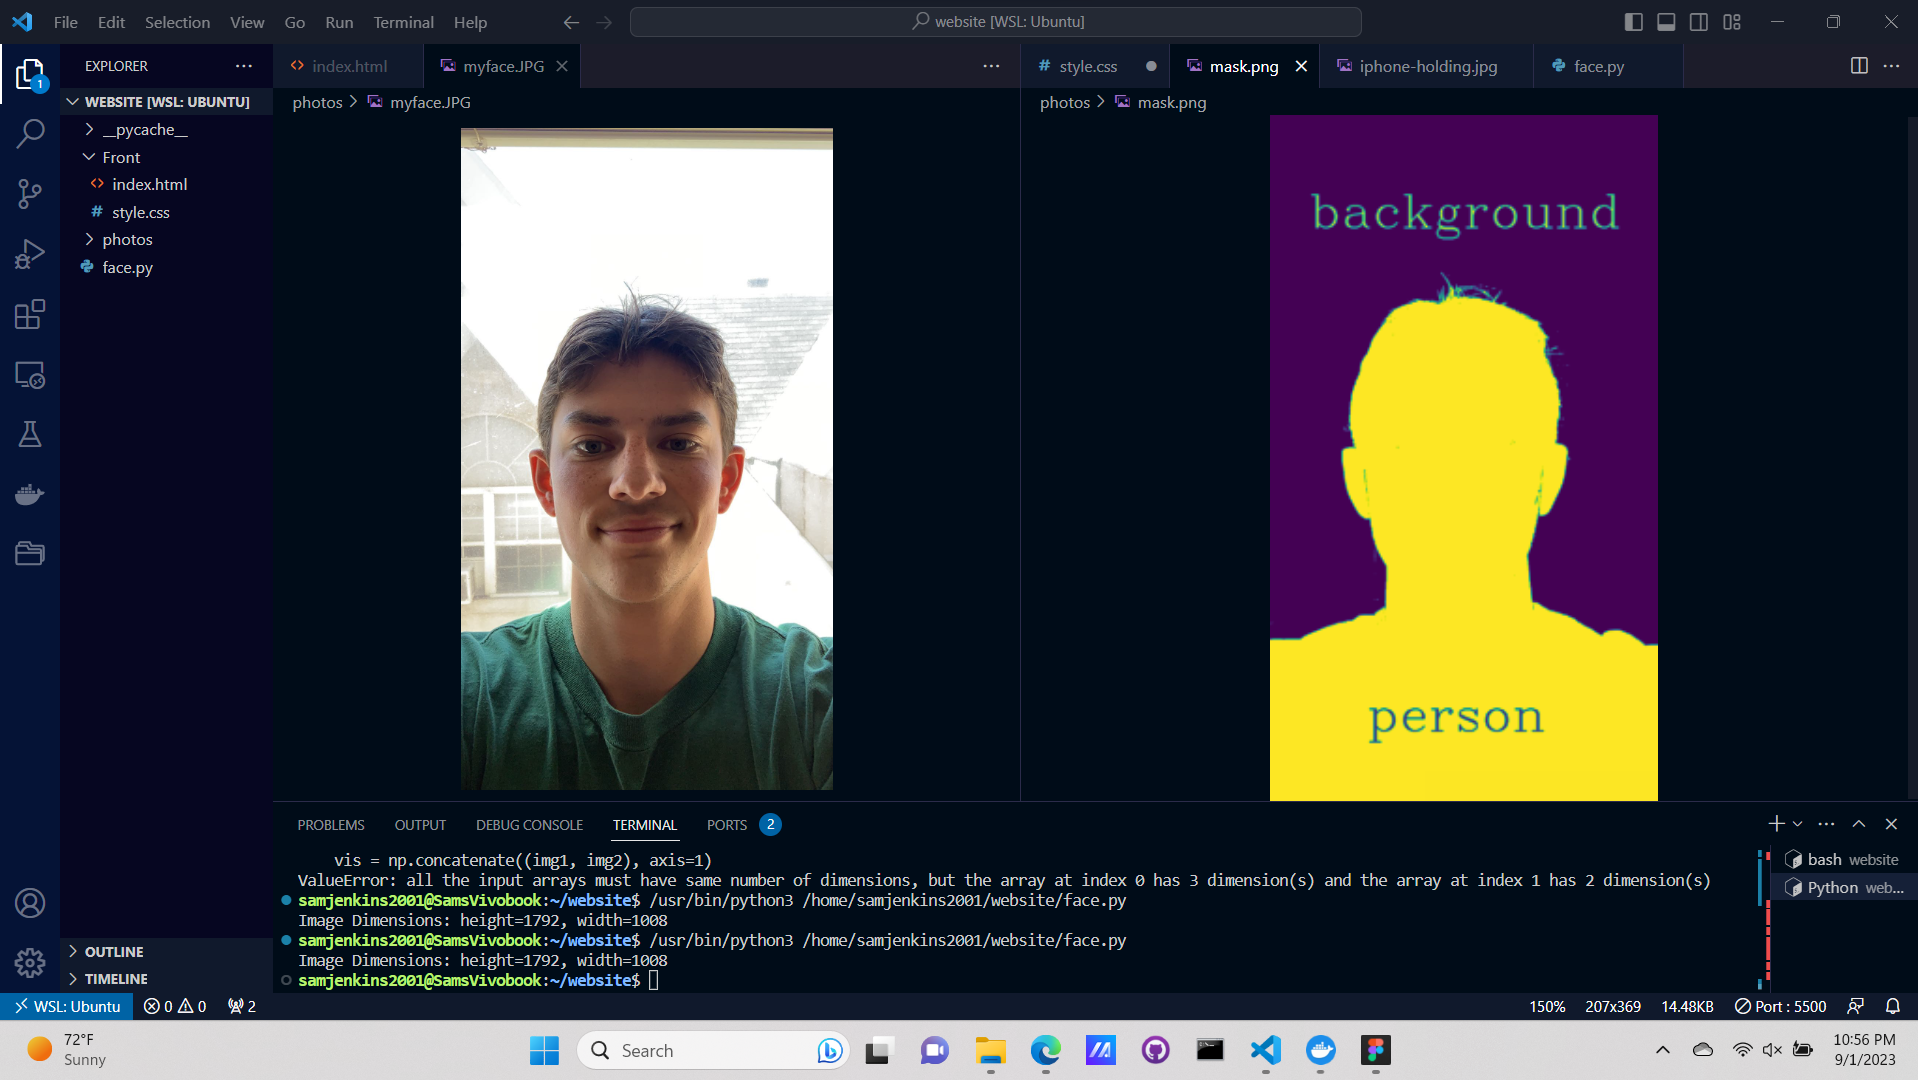 File Edit Selection View Go Run Terminal Help
website [WSL: Ubuntu]
EXPLORER
1
WEBSITE [WSL: UBUNTU]
__pycache__
Front
index.html
style.css
photos
face.py
OUTLINE
TIMELINE
index.html
myface.JPG
photos > myface.JPG
style.css
mask.png
iphone-holding.jpg
face.py
photos > mask.png
background
person
PROBLEMS OUTPUT DEBUG CONSOLE TERMINAL PORTS 2
vis = np.concatenate((img1, img2), axis=1)
ValueError: all the input arrays must have same number of dimensions, but the array at index 0 has 3 dimension(s) and the array at index 1 has 2 dimension(s)
samjenkins2001@SamsVivobook:~/website$ /usr/bin/python3 /home/samjenkins2001/website/face.py
Image Dimensions: height=1792, width=1008
samjenkins2001@SamsVivobook:~/website$ /usr/bin/python3 /home/samjenkins2001/website/face.py
Image Dimensions: height=1792, width=1008
samjenkins2001@SamsVivobook:~/website$
bash website
Python web...
WSL: Ubuntu 0 0 2
150% 207x369 14.48KB Port : 5500
72°F
Sunny
Search
10:56 PM
9/1/2023